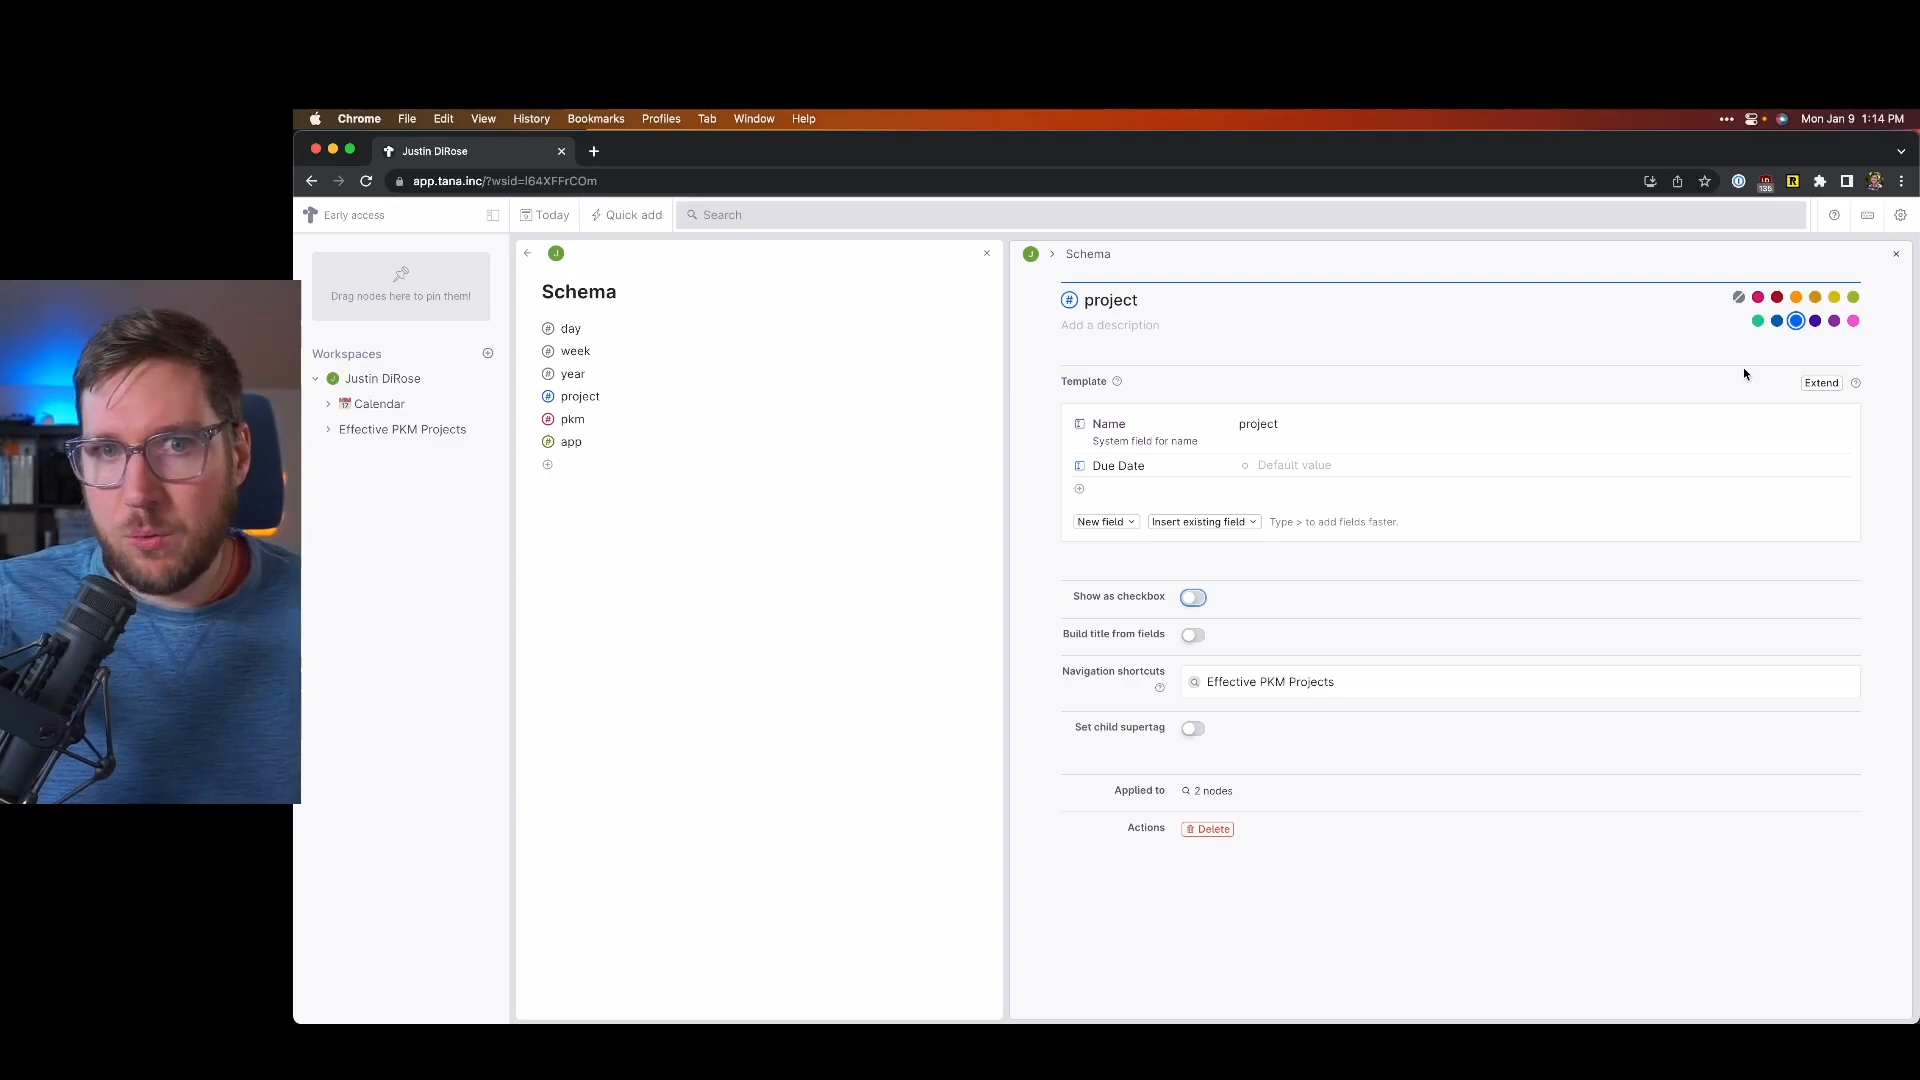 Chrome File Edit View History Bookmarks Profiles Tab Window Help
Mon Jan 9 1:14 PM
Justin DiRose
app.tana.inc/?wsid=l64XFFrCOm
135
Early access
Today
Quick add
Search
Drag nodes here to pin them!
Workspaces
J Justin DiRose
Calendar
Effective PKM Projects
J
Schema
# day
# week
# year
# project
# pkm
# app
J > Schema
# project
Add a description
Template
Extend
Name project
System field for name
Due Date Default value
New field Insert existing field Type > to add fields faster.
Show as checkbox
Build title from fields
Navigation shortcuts Effective PKM Projects
Set child supertag
Applied to 2 nodes
Actions Delete